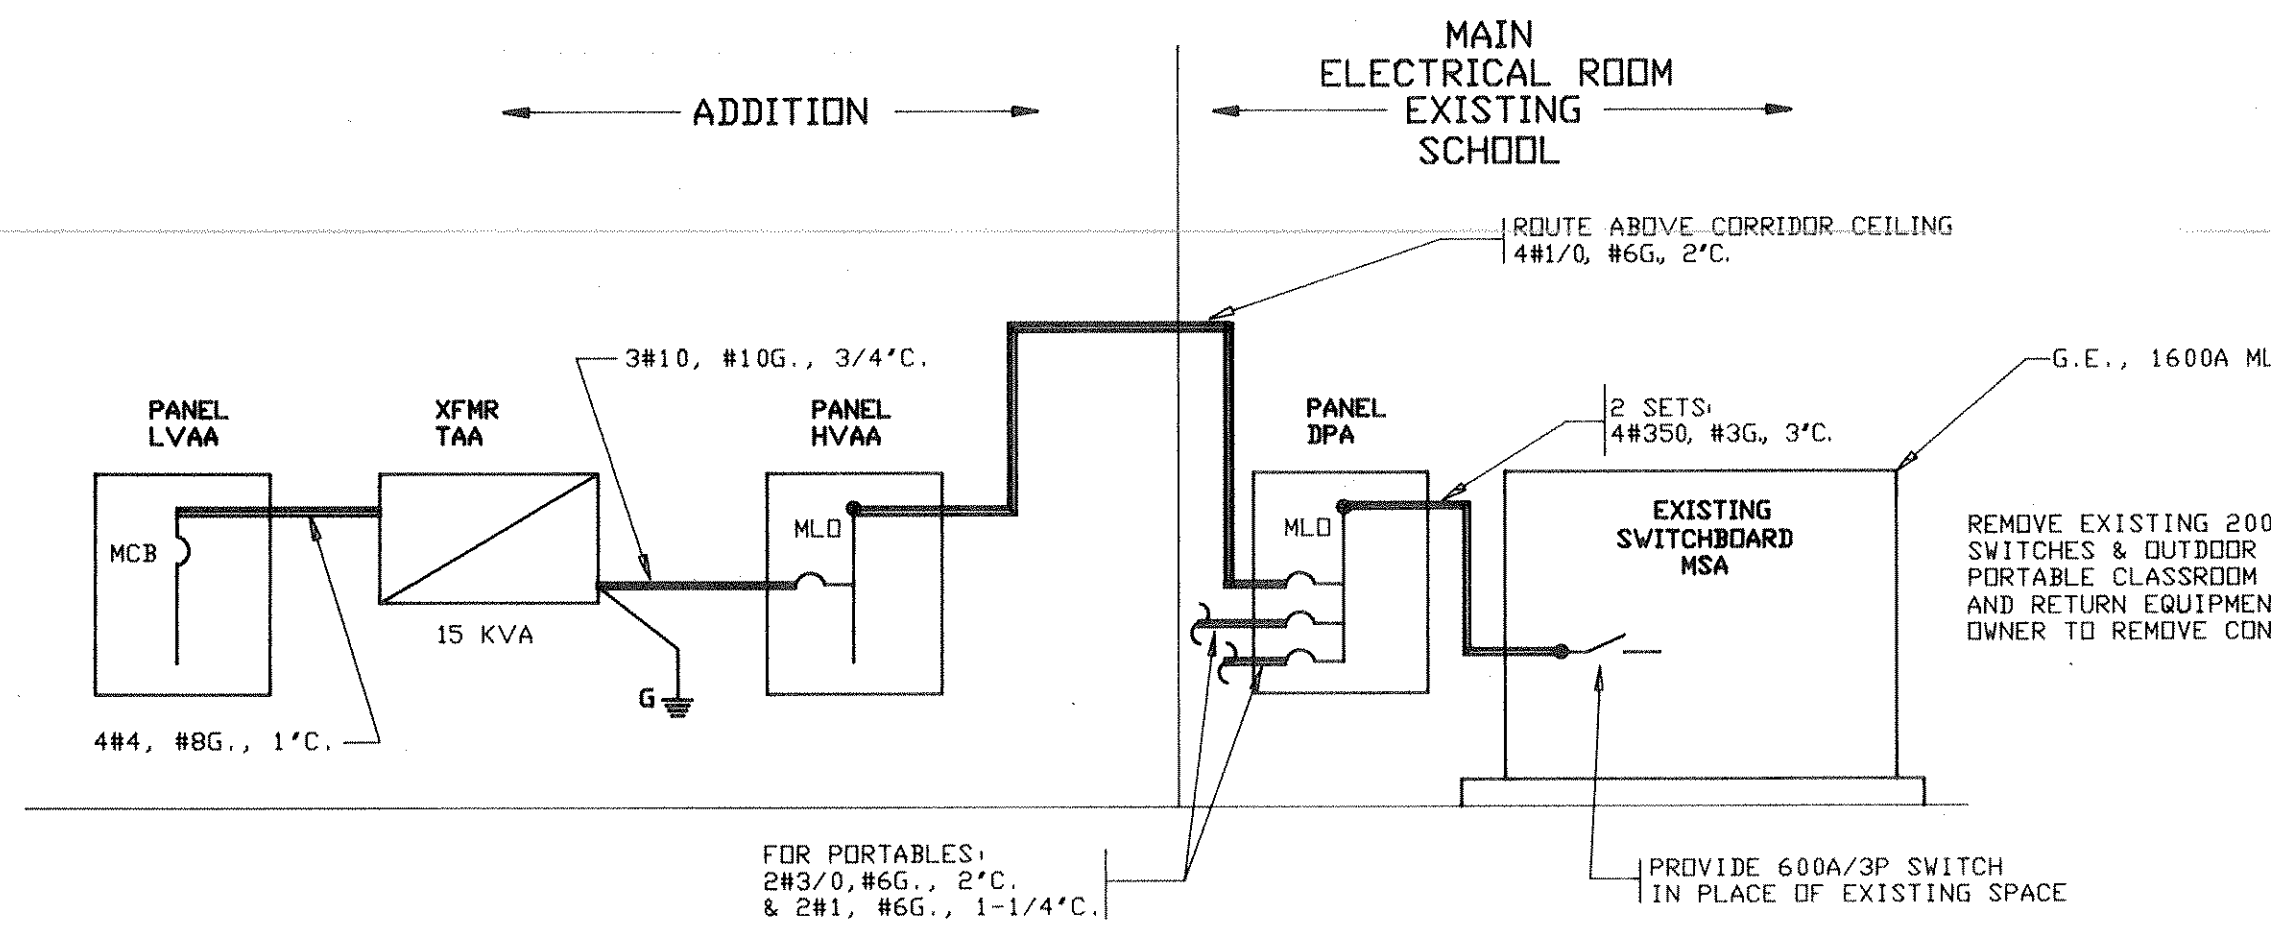 MAIN
ELECTRICAL ROOM
EXISTING
SCHOOL
ADDITION
ROUTE ABOVE CORRIDOR CEILING
4#1/0, #6G., 2"C.
3#10, #10G., 3/4"C.
G.E., 1600A ML
PANEL
LVAA
XFMR
TAA
PANEL
HVAA
PANEL
DPA
2 SETS:
4#350, #3G., 3"C.
MCB
MLO
MLO
EXISTING
SWITCHBOARD
MSA
REMOVE EXISTING 200
SWITCHES & OUTDOOR
PORTABLE CLASSROOM
AND RETURN EQUIPMEN
OWNER TO REMOVE CON
15 KVA
G
4#4, #8G., 1"C.
FOR PORTABLES:
2#3/0,#6G., 2"C.
& 2#1, #6G., 1-1/4"C.
PROVIDE 600A/3P SWITCH
IN PLACE OF EXISTING SPACE